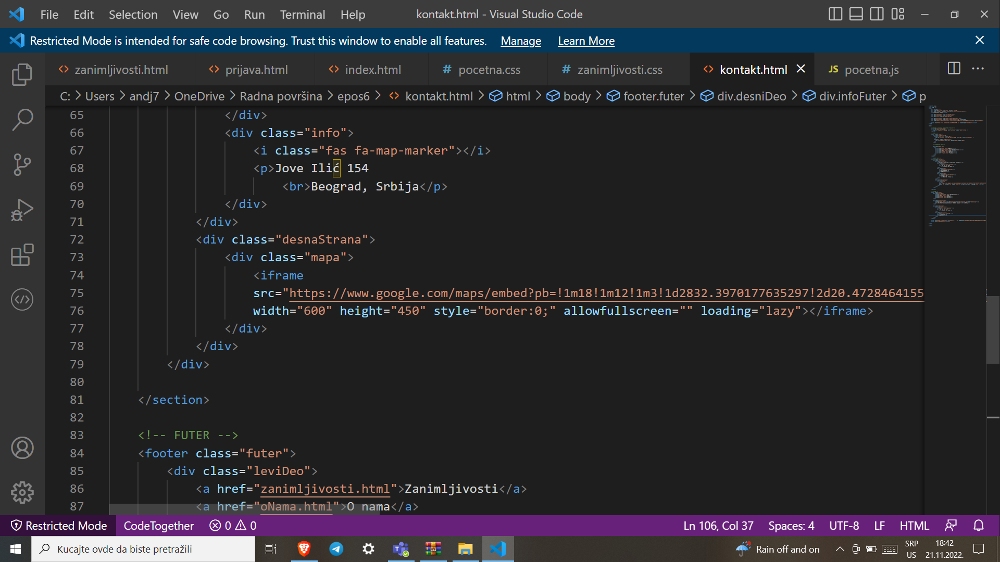 File Edit Selection View Go Run Terminal Help kontakt.html - Visual Studio Code
Restricted Mode is intended for safe code browsing. Trust this window to enable all features. Manage Learn More
<> zanimljivosti.html <> prijava.html <> index.html # pocetna.css # zanimljivosti.css <> kontakt.html JS pocetna.js
C: > Users > andj7 > OneDrive > Radna površina > epos6 > <> kontakt.html > html > body > footer.futer > div.desniDeo > div.infoFuter > p
65 </div>
66 <div class="info">
67 <i class="fas fa-map-marker"></i>
68 <p>Jove Ilić 154
69 <br>Beograd, Srbija</p>
70 </div>
71 </div>
72 <div class="desnaStrana">
73 <div class="mapa">
74 <iframe
75 src="https://www.google.com/maps/embed?pb=!1m18!1m12!1m3!1d2832.3970177635297!2d20.4728464155
76 width="600" height="450" style="border:0;" allowfullscreen="" loading="lazy"></iframe>
77 </div>
78 </div>
79 </div>
80
81 </section>
82
83 <!-- FUTER -->
84 <footer class="futer">
85 <div class="leviDeo">
86 <a href="zanimljivosti.html">Zanimljivosti</a>
87 <a href="oNama.html">O nama</a>
Restricted Mode CodeTogether 0 0 Ln 106, Col 37 Spaces: 4 UTF-8 LF HTML
Kucajte ovde da biste pretražili Rain off and on SRP 18:42
US 21.11.2022.